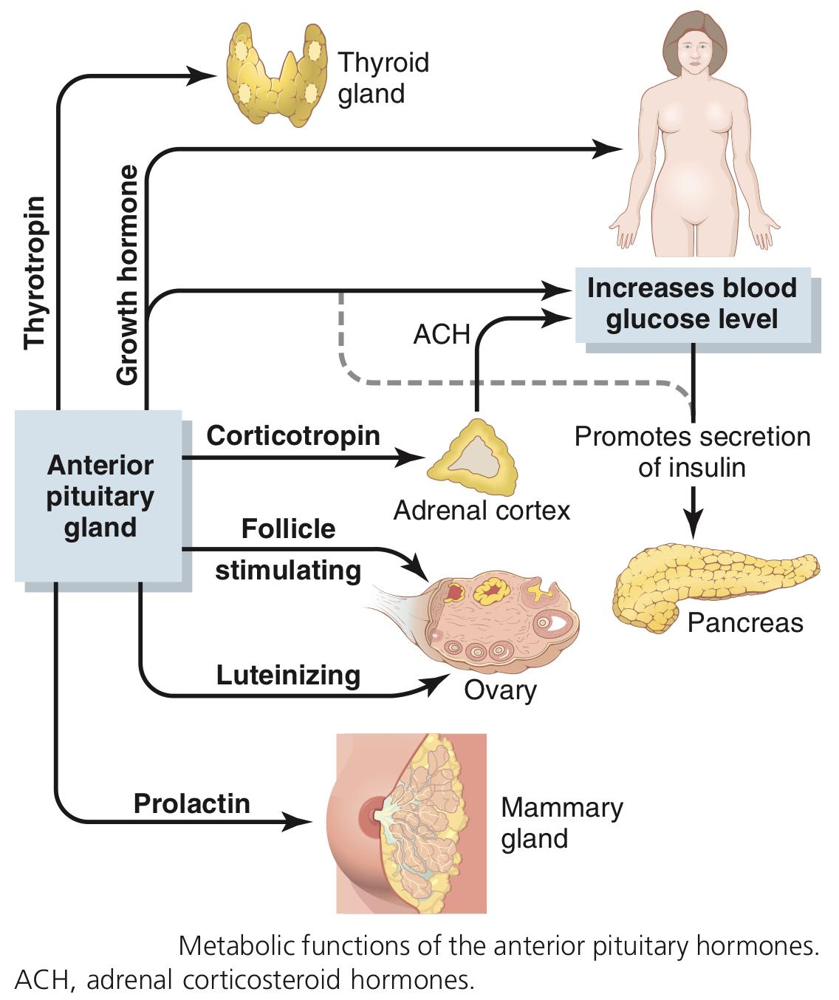 Thyroid
gland
Thyrotropin
Growth hormone
Increases blood
glucose level
ACH
Corticotropin
Promotes secretion
of insulin
Anterior
pituitary
gland
Adrenal cortex
Follicle
stimulating
Pancreas
Luteinizing
Ovary
Prolactin
Mammary
gland
Metabolic functions of the anterior pituitary hormones.
ACH, adrenal corticosteroid hormones.